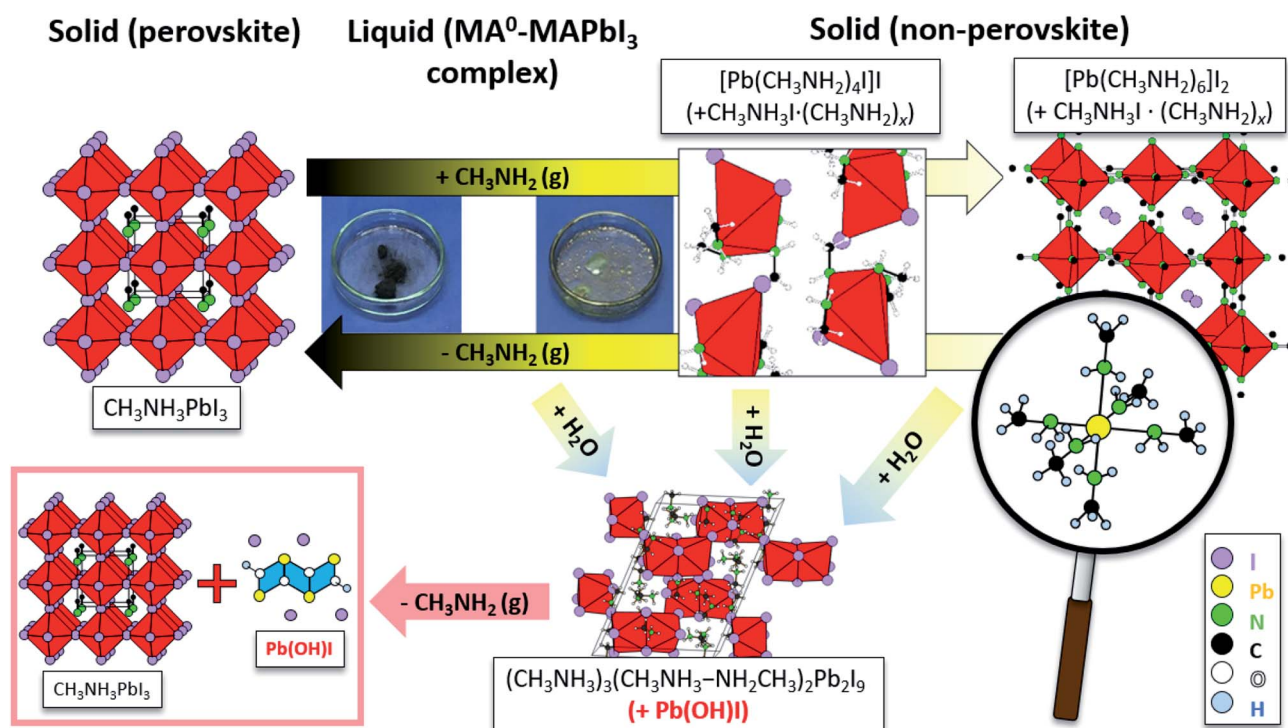 Solid (perovskite)
Liquid (MA⁰-MAPbI₃
complex)
Solid (non-perovskite)
[Pb(CH₃NH₂)₄I]I
(+CH₃NH₃I·(CH₃NH₂)ₓ)
[Pb(CH₃NH₂)₆]I₂
(+ CH₃NH₃I · (CH₃NH₂)ₓ)
+ CH₃NH₂ (g)
- CH₃NH₂ (g)
CH₃NH₃PbI₃
+ H₂O
+ H₂O
+ H₂O
- CH₃NH₂ (g)
+
Pb(OH)I
CH₃NH₃PbI₃
(CH₃NH₃)₃(CH₃NH₃–NH₂CH₃)₂Pb₂I₉
(+ Pb(OH)I)
I
Pb
N
C
O
H